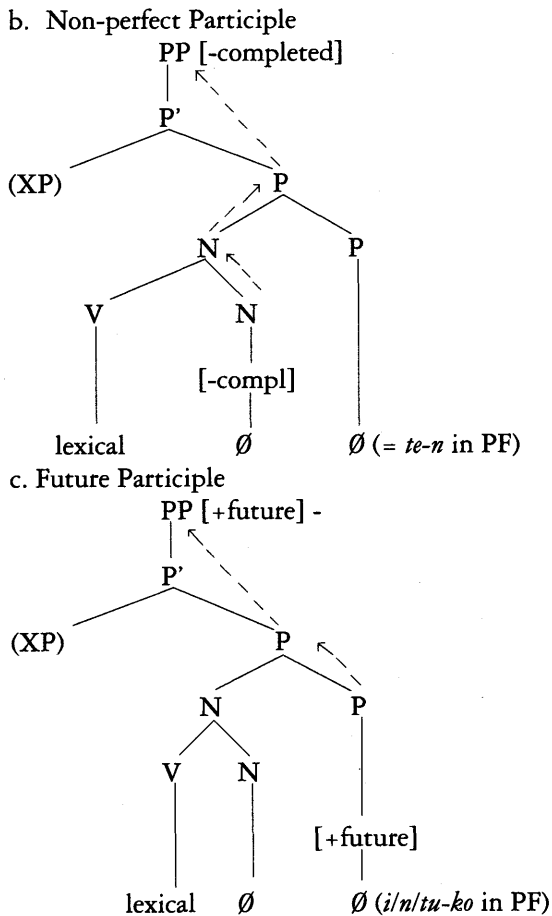 b. Non-perfect Participle
PP [-completed]
P'
(XP)
P
N
P
V
N
[-compl]
lexical
Ø
Ø (= te-n in PF)
c. Future Participle
PP [+future] -
P'
(XP)
P
N
P
V
N
[+future]
lexical
Ø
Ø (i/n/tu-ko in PF)